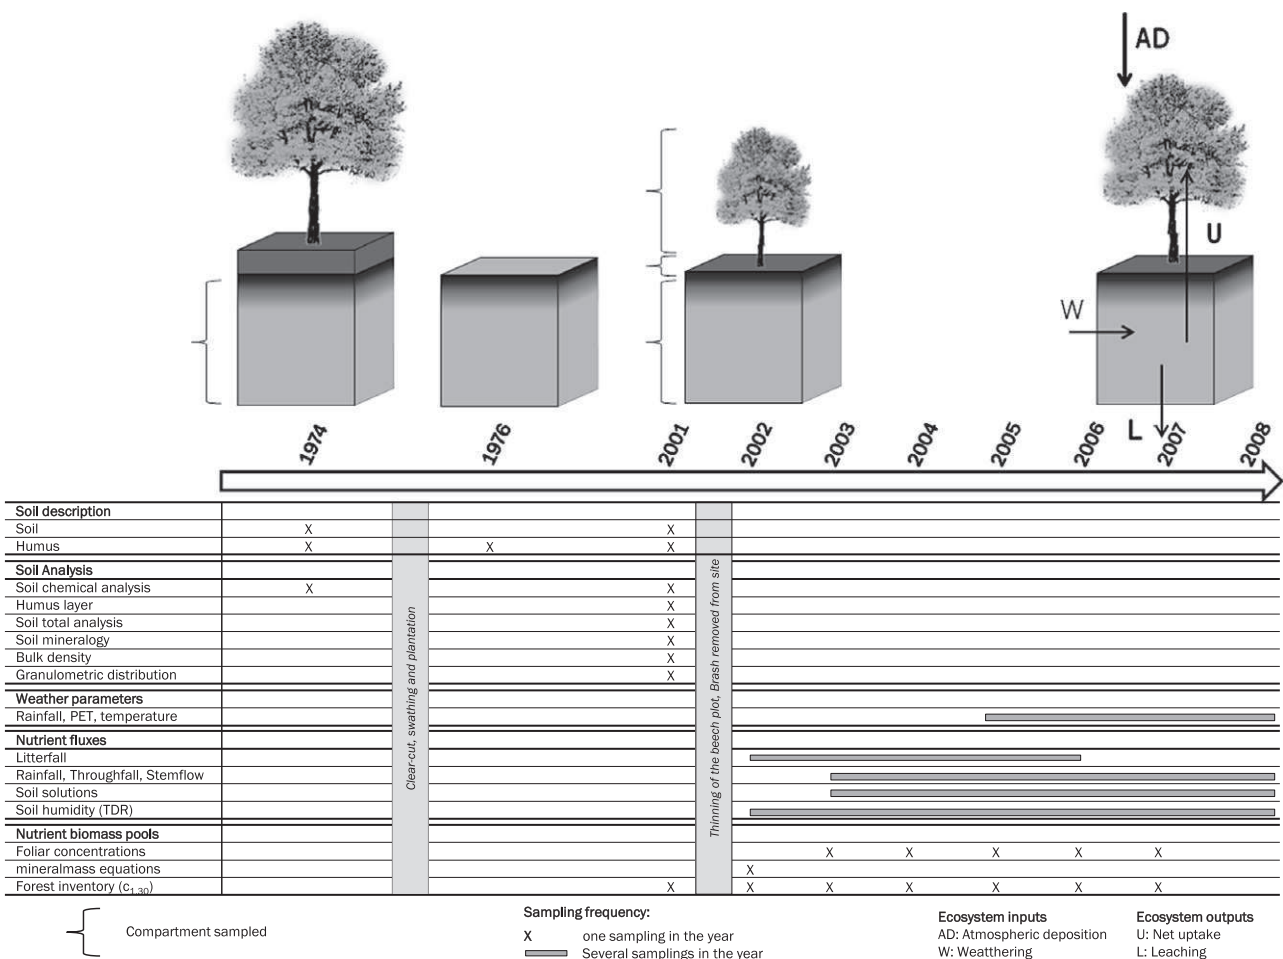 AD
U
W
L
1974
1976
2001
2002
2003
2004
2005
2006
2007
2008
Soil description
Soil X X
Humus X X X
Soil Analysis
Soil chemical analysis X X
Humus layer X
Soil total analysis X
Soil mineralogy X
Bulk density X
Granulometric distribution X
Weather parameters
Rainfall, PET, temperature
Nutrient fluxes
Litterfall
Rainfall, Throughfall, Stemflow
Soil solutions
Soil humidity (TDR)
Nutrient biomass pools
Foliar concentrations X X X X X
mineralmass equations X
Forest inventory (c1,30) X X X X X X X
Clear-cut, swathing and plantation
Thinning of the beech plot, Brash removed from site
Compartment sampled
Sampling frequency:
X one sampling in the year
Several samplings in the year
Ecosystem inputs
AD: Atmospheric deposition
W: Weatthering
Ecosystem outputs
U: Net uptake
L: Leaching